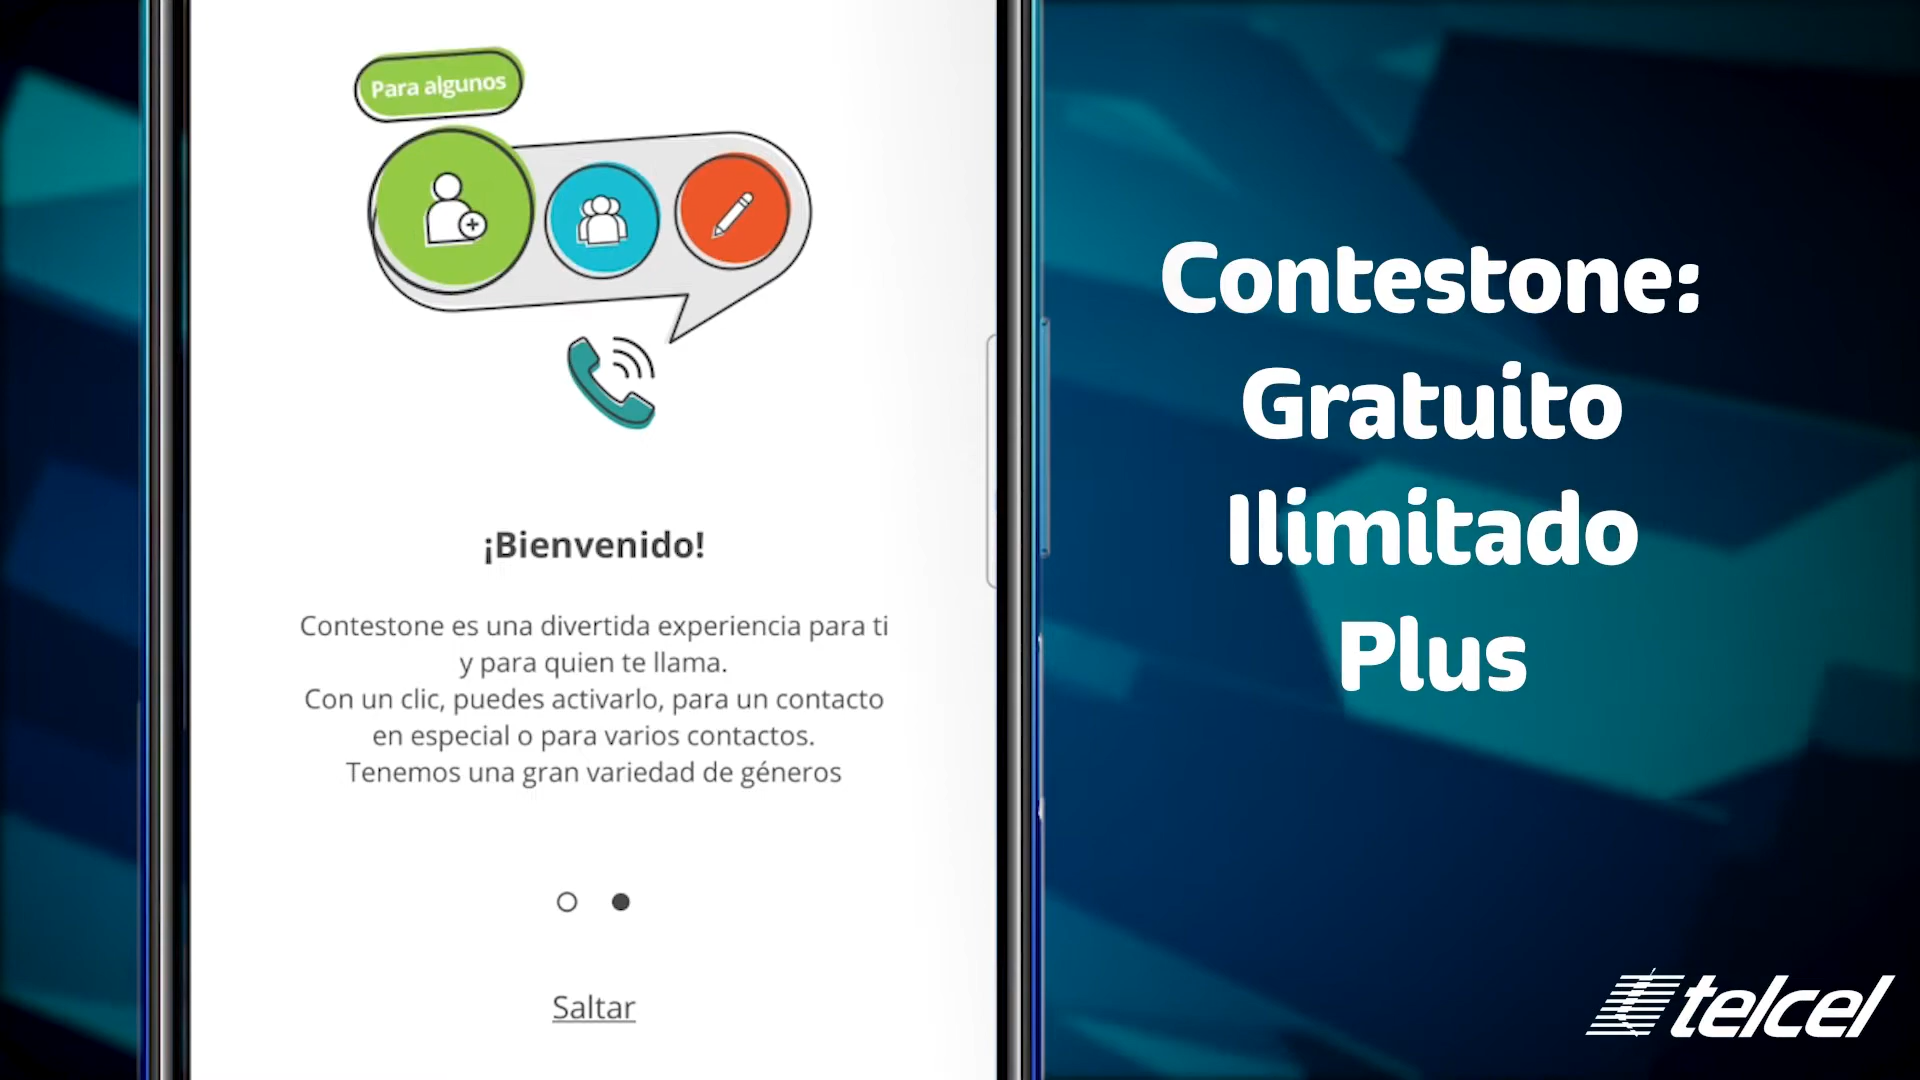 Para algunos
¡Bienvenido!
Contestone es una divertida experiencia para ti
y para quien te llama.
Con un clic, puedes activarlo, para un contacto
en especial o para varios contactos.
Tenemos una gran variedad de géneros
Saltar
Contestone:
Gratuito
Ilimitado
Plus
telcel